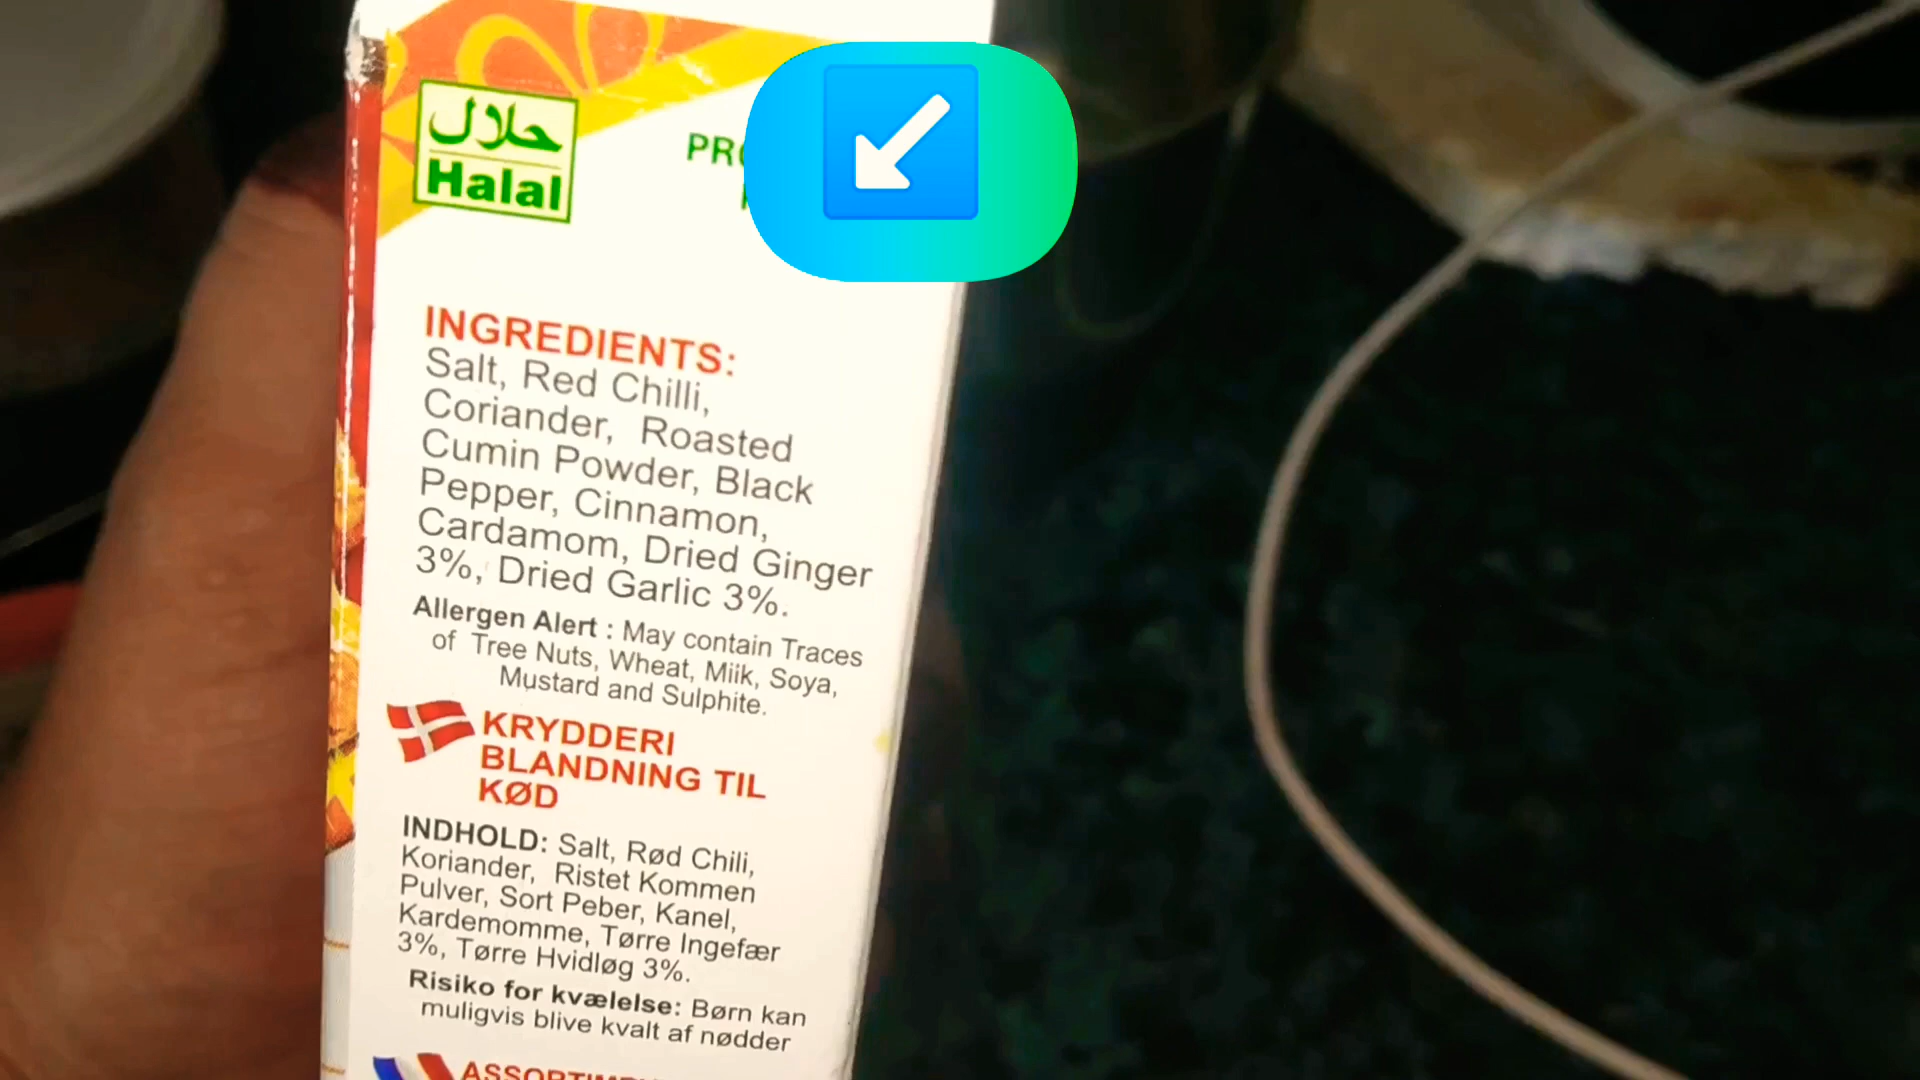 حلال
Halal
INGREDIENTS:
Salt, Red Chilli,
Coriander, Roasted
Cumin Powder, Black
Pepper, Cinnamon,
Cardamom, Dried Ginger
3%, Dried Garlic 3%.
Allergen Alert : May contain Traces
of Tree Nuts, Wheat, Miik, Soya,
Mustard and Sulphite.
KRYDDERI
BLANDNING TIL
KØD
INDHOLD: Salt, Rød Chili,
Koriander, Ristet Kommen
Pulver, Sort Peber, Kanel,
Kardemomme, Tørre Ingefær
3%, Tørre Hvidløg 3%.
Risiko for kvælelse: Børn kan
muligvis blive kvalt af nødder